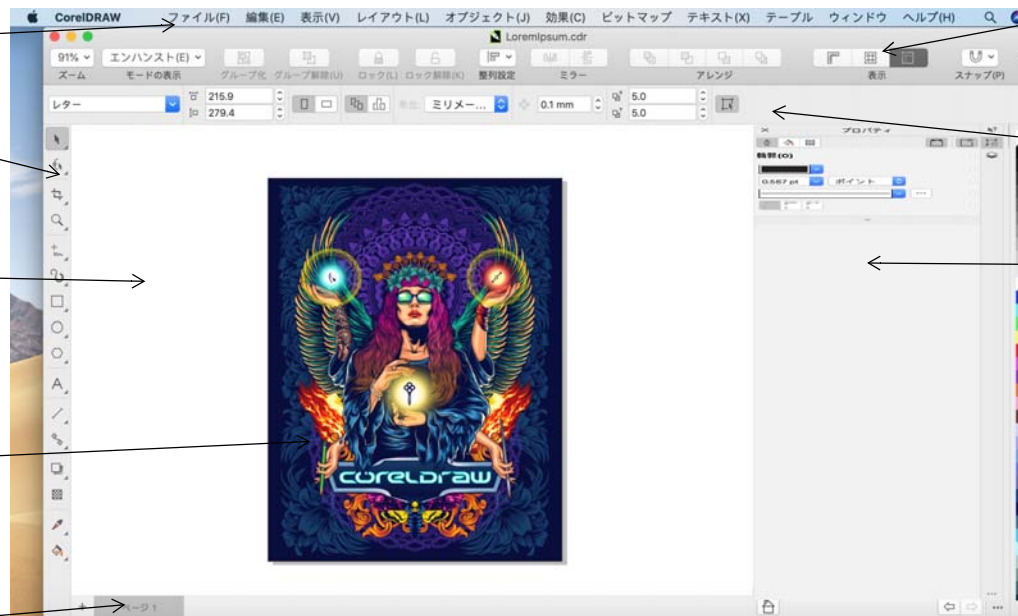 CorelDRAW ファイル(F) 編集(E) 表示(V) レイアウト(L) オブジェクト(J) 効果(C) ビットマップ テキスト(X) テーブル ウィンドウ ヘルプ(H)
LoremIpsum.cdr
91% エンハンスト(E)
ズーム モードの表示 グループ化 グループ解除(U) ロック(L) ロック解除(K) 整列設定 ミラー アレンジ 表示 スナップ(P)
レター 215.9 単位: ミリメー... 0.1 mm 5.0
279.4 5.0
プロパティ
輪郭(O)
0.567 pt ポイント
CORELDRAW
ページ 1